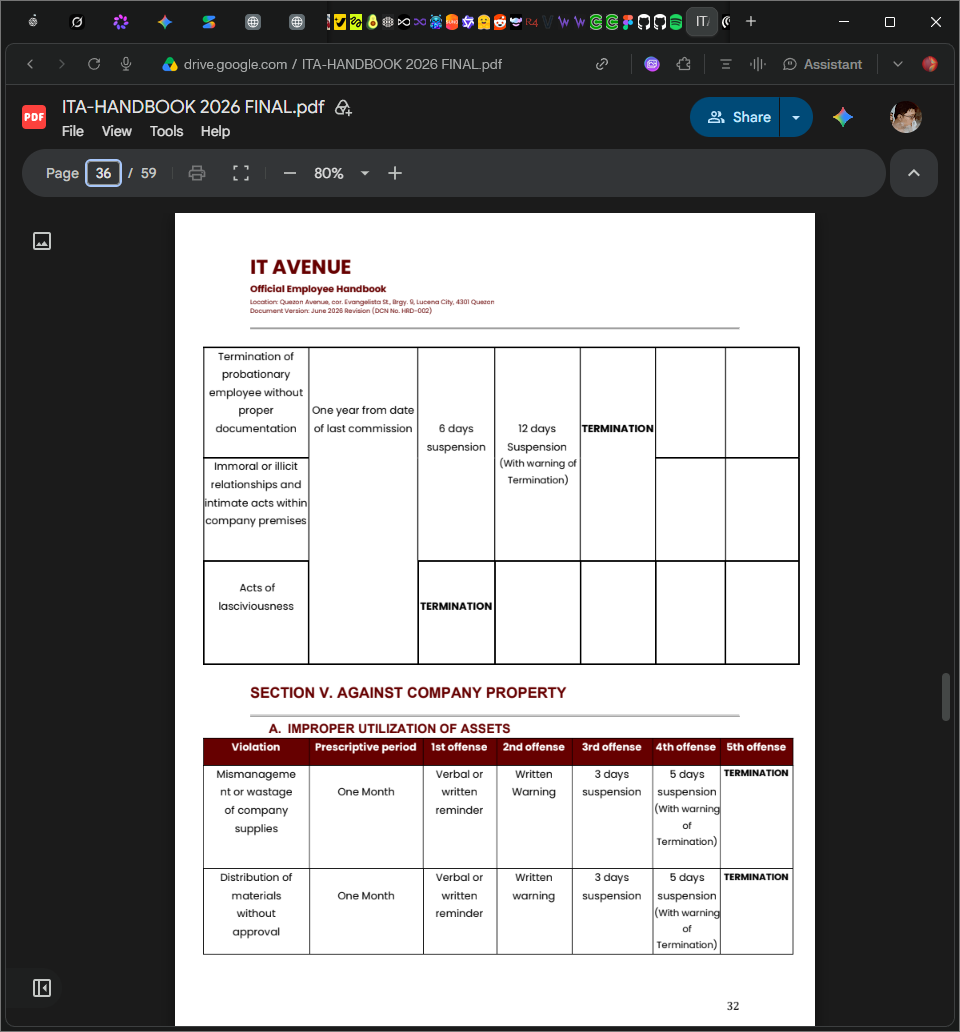 R4
ITA
drive.google.com / ITA-HANDBOOK 2026 FINAL.pdf
Assistant
PDF
ITA-HANDBOOK 2026 FINAL.pdf
File View Tools Help
Share
Page 36 / 59
80%
IT AVENUE
Official Employee Handbook
Location: Quezon Avenue, cor. Evangelista St., Brgy. 9, Lucena City, 4301 Quezon
Document Version: June 2026 Revision (DCN No. HRD-002)
Termination of
probationary
employee without
proper
documentation
One year from date
of last commission
6 days
suspension
12 days
Suspension
(With warning of
Termination)
TERMINATION
Immoral or illicit
relationships and
intimate acts within
company premises
Acts of
lasciviousness
TERMINATION
SECTION V. AGAINST COMPANY PROPERTY
A. IMPROPER UTILIZATION OF ASSETS
Violation Prescriptive period 1st offense 2nd offense 3rd offense 4th offense 5th offense
Mismanageme
nt or wastage
of company
supplies
One Month
Verbal or
written
reminder
Written
Warning
3 days
suspension
5 days
suspension
(With warning
of
Termination)
TERMINATION
Distribution of
materials
without
approval
One Month
Verbal or
written
reminder
Written
warning
3 days
suspension
5 days
suspension
(With warning
of
Termination)
TERMINATION
32